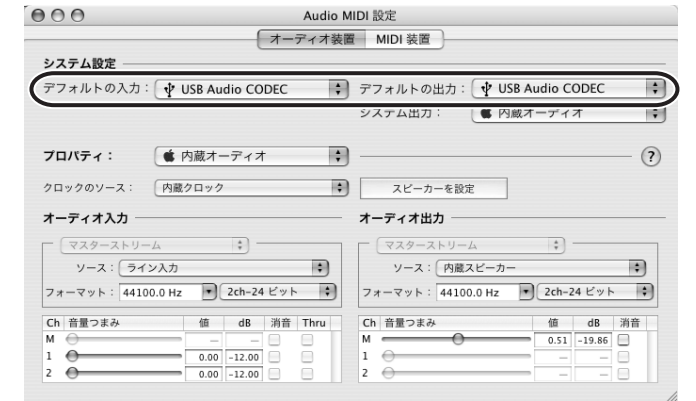 Audio MIDI 設定
オーディオ装置 MIDI 装置
システム設定
デフォルトの入力： USB Audio CODEC デフォルトの出力： USB Audio CODEC
システム出力： 内蔵オーディオ
プロパティ： 内蔵オーディオ ?
クロックのソース： 内蔵クロック スピーカーを設定
オーディオ入力 オーディオ出力
マスターストリーム マスターストリーム
ソース： ライン入力 ソース： 内蔵スピーカー
フォーマット： 44100.0 Hz 2ch-24 ビット フォーマット： 44100.0 Hz 2ch-24 ビット
Ch 音量つまみ 値 dB 消音 Thru Ch 音量つまみ 値 dB 消音
M — — M 0.51 -19.86
1 0.00 -12.00 1 — —
2 0.00 -12.00 2 — —